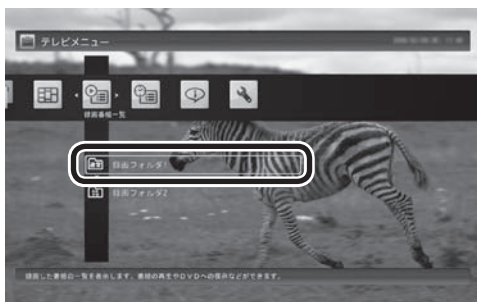 テレビメニュー
録画番組一覧
録画フォルダ1
録画フォルダ2
録画した番組の一覧を表示します。番組の再生やDVDへの保存などができます。